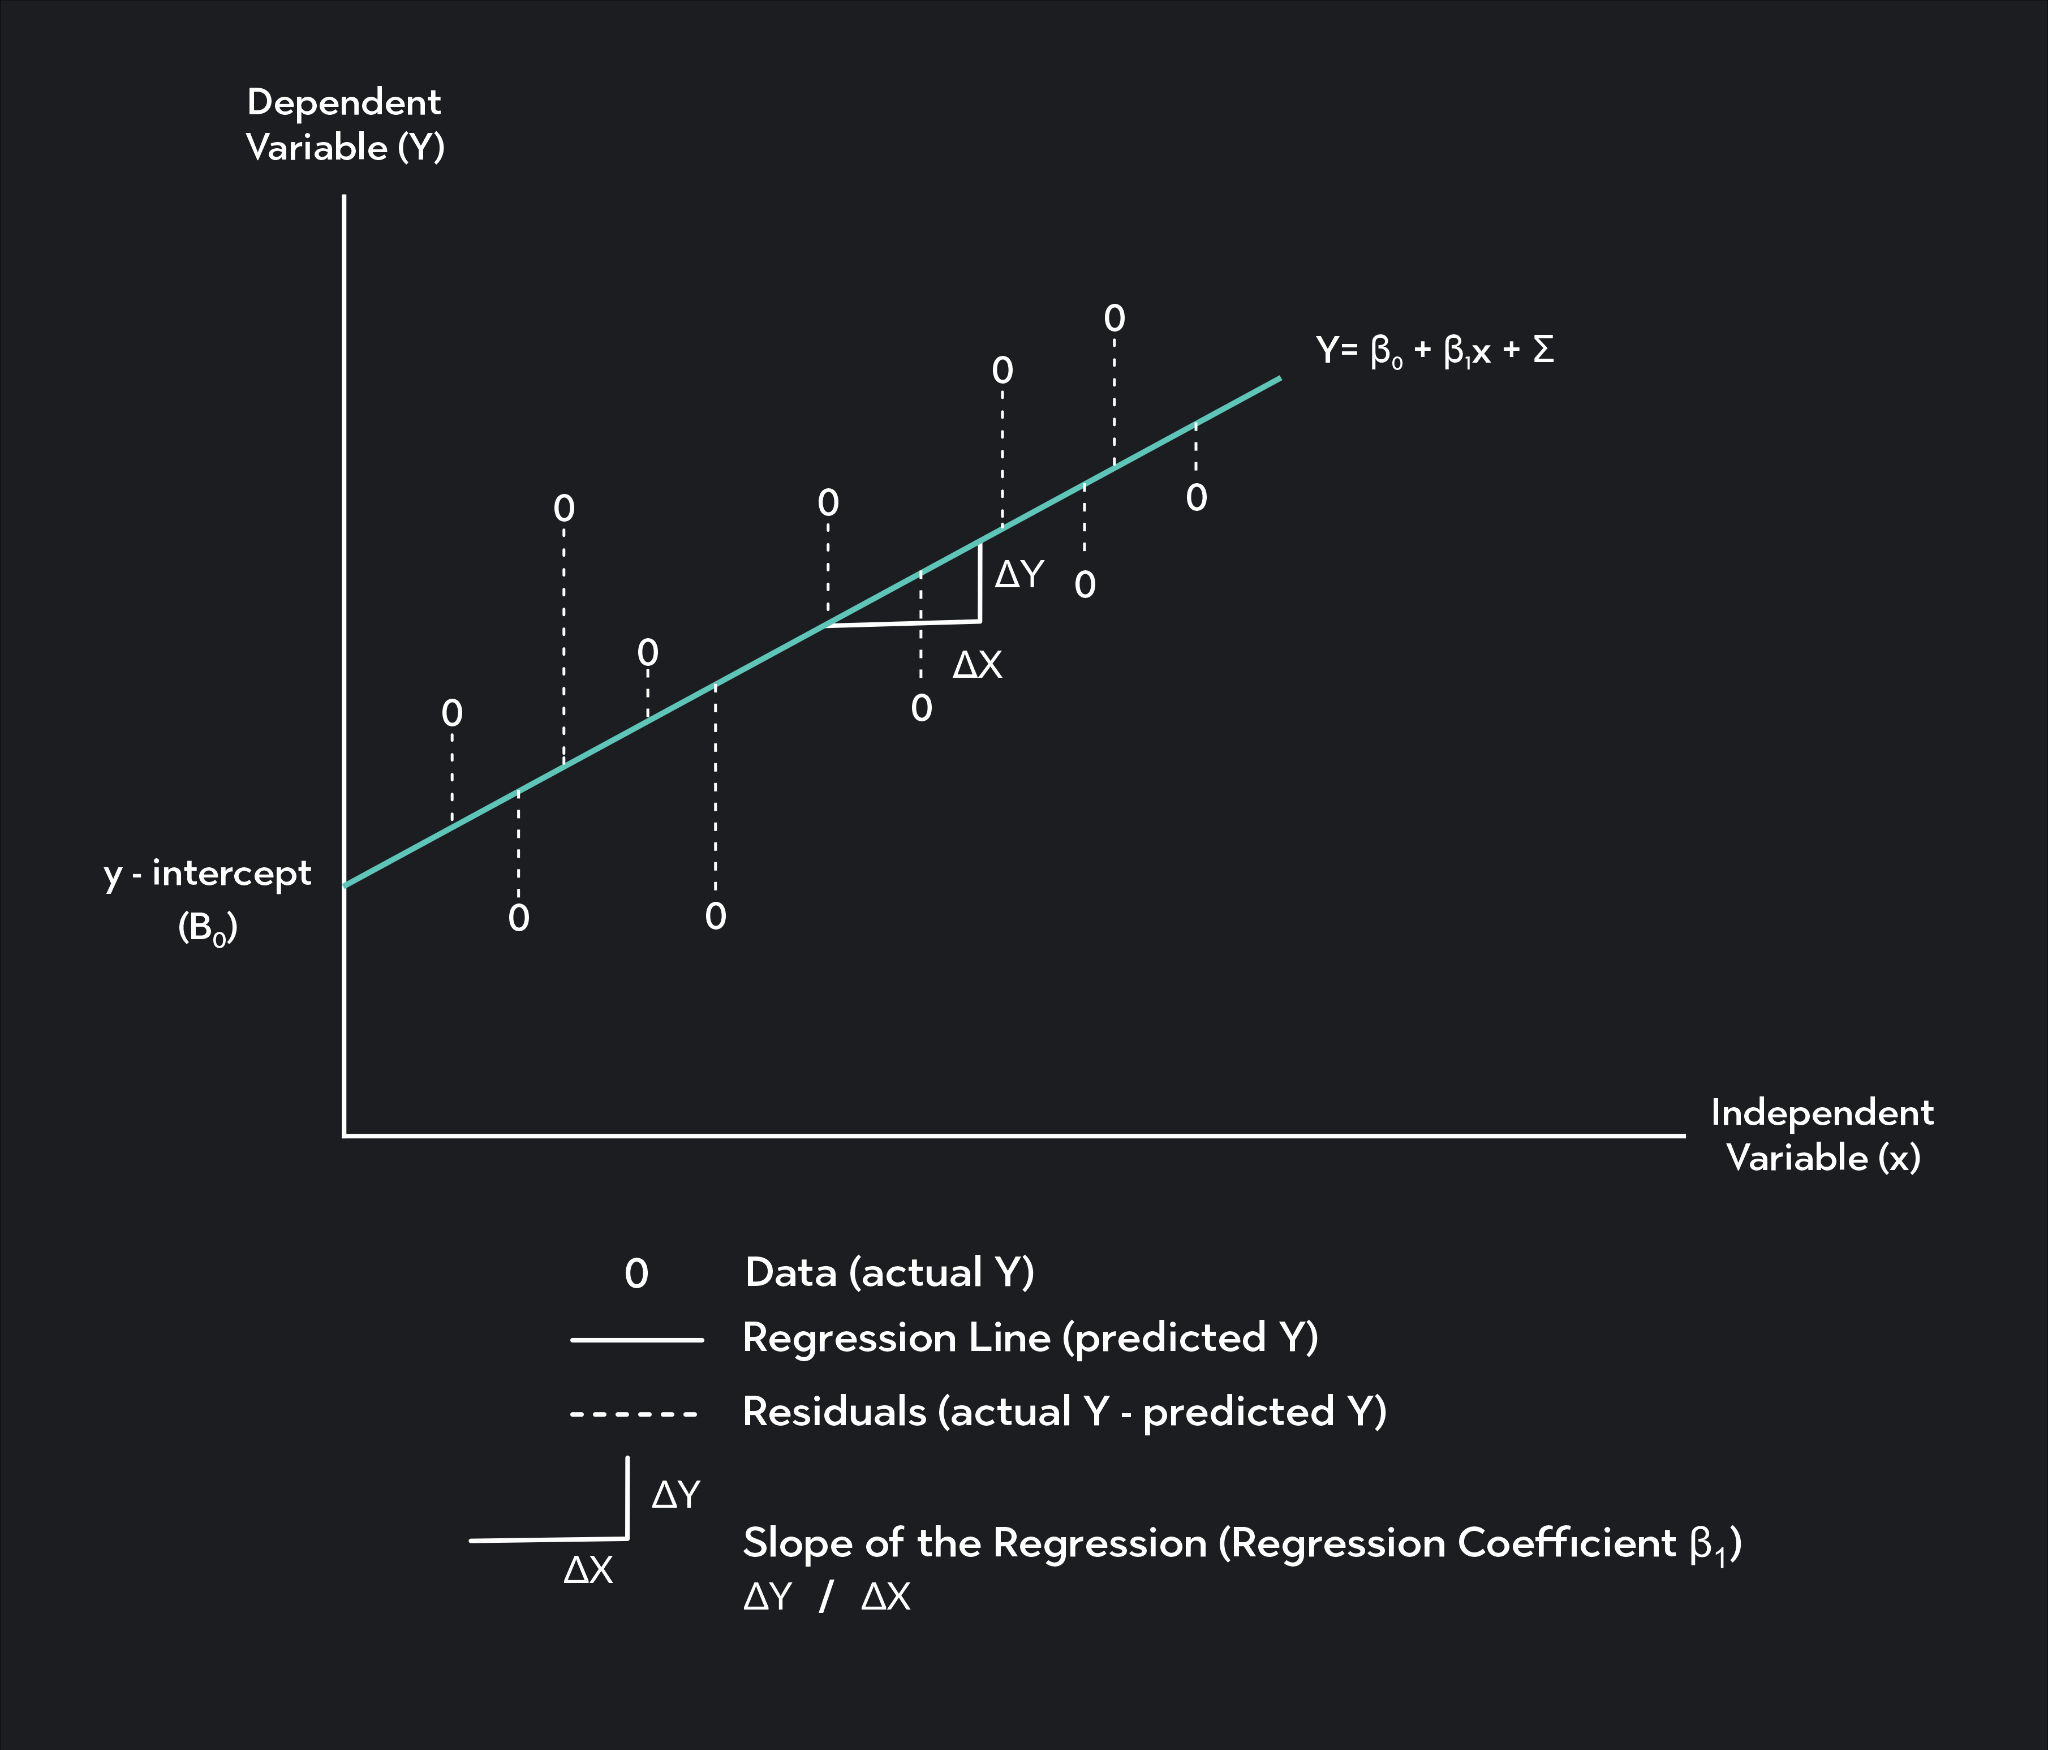 Dependent
Variable (Y)
0
0
Y= β₀ + β₁x + Σ
0
0
0
0
ΔY
0
0
ΔX
0
0
y - intercept
(B₀)
0
0
Independent
Variable (x)
0 Data (actual Y)
Regression Line (predicted Y)
Residuals (actual Y - predicted Y)
ΔY
ΔX
Slope of the Regression (Regression Coefficient β₁)
ΔY / ΔX